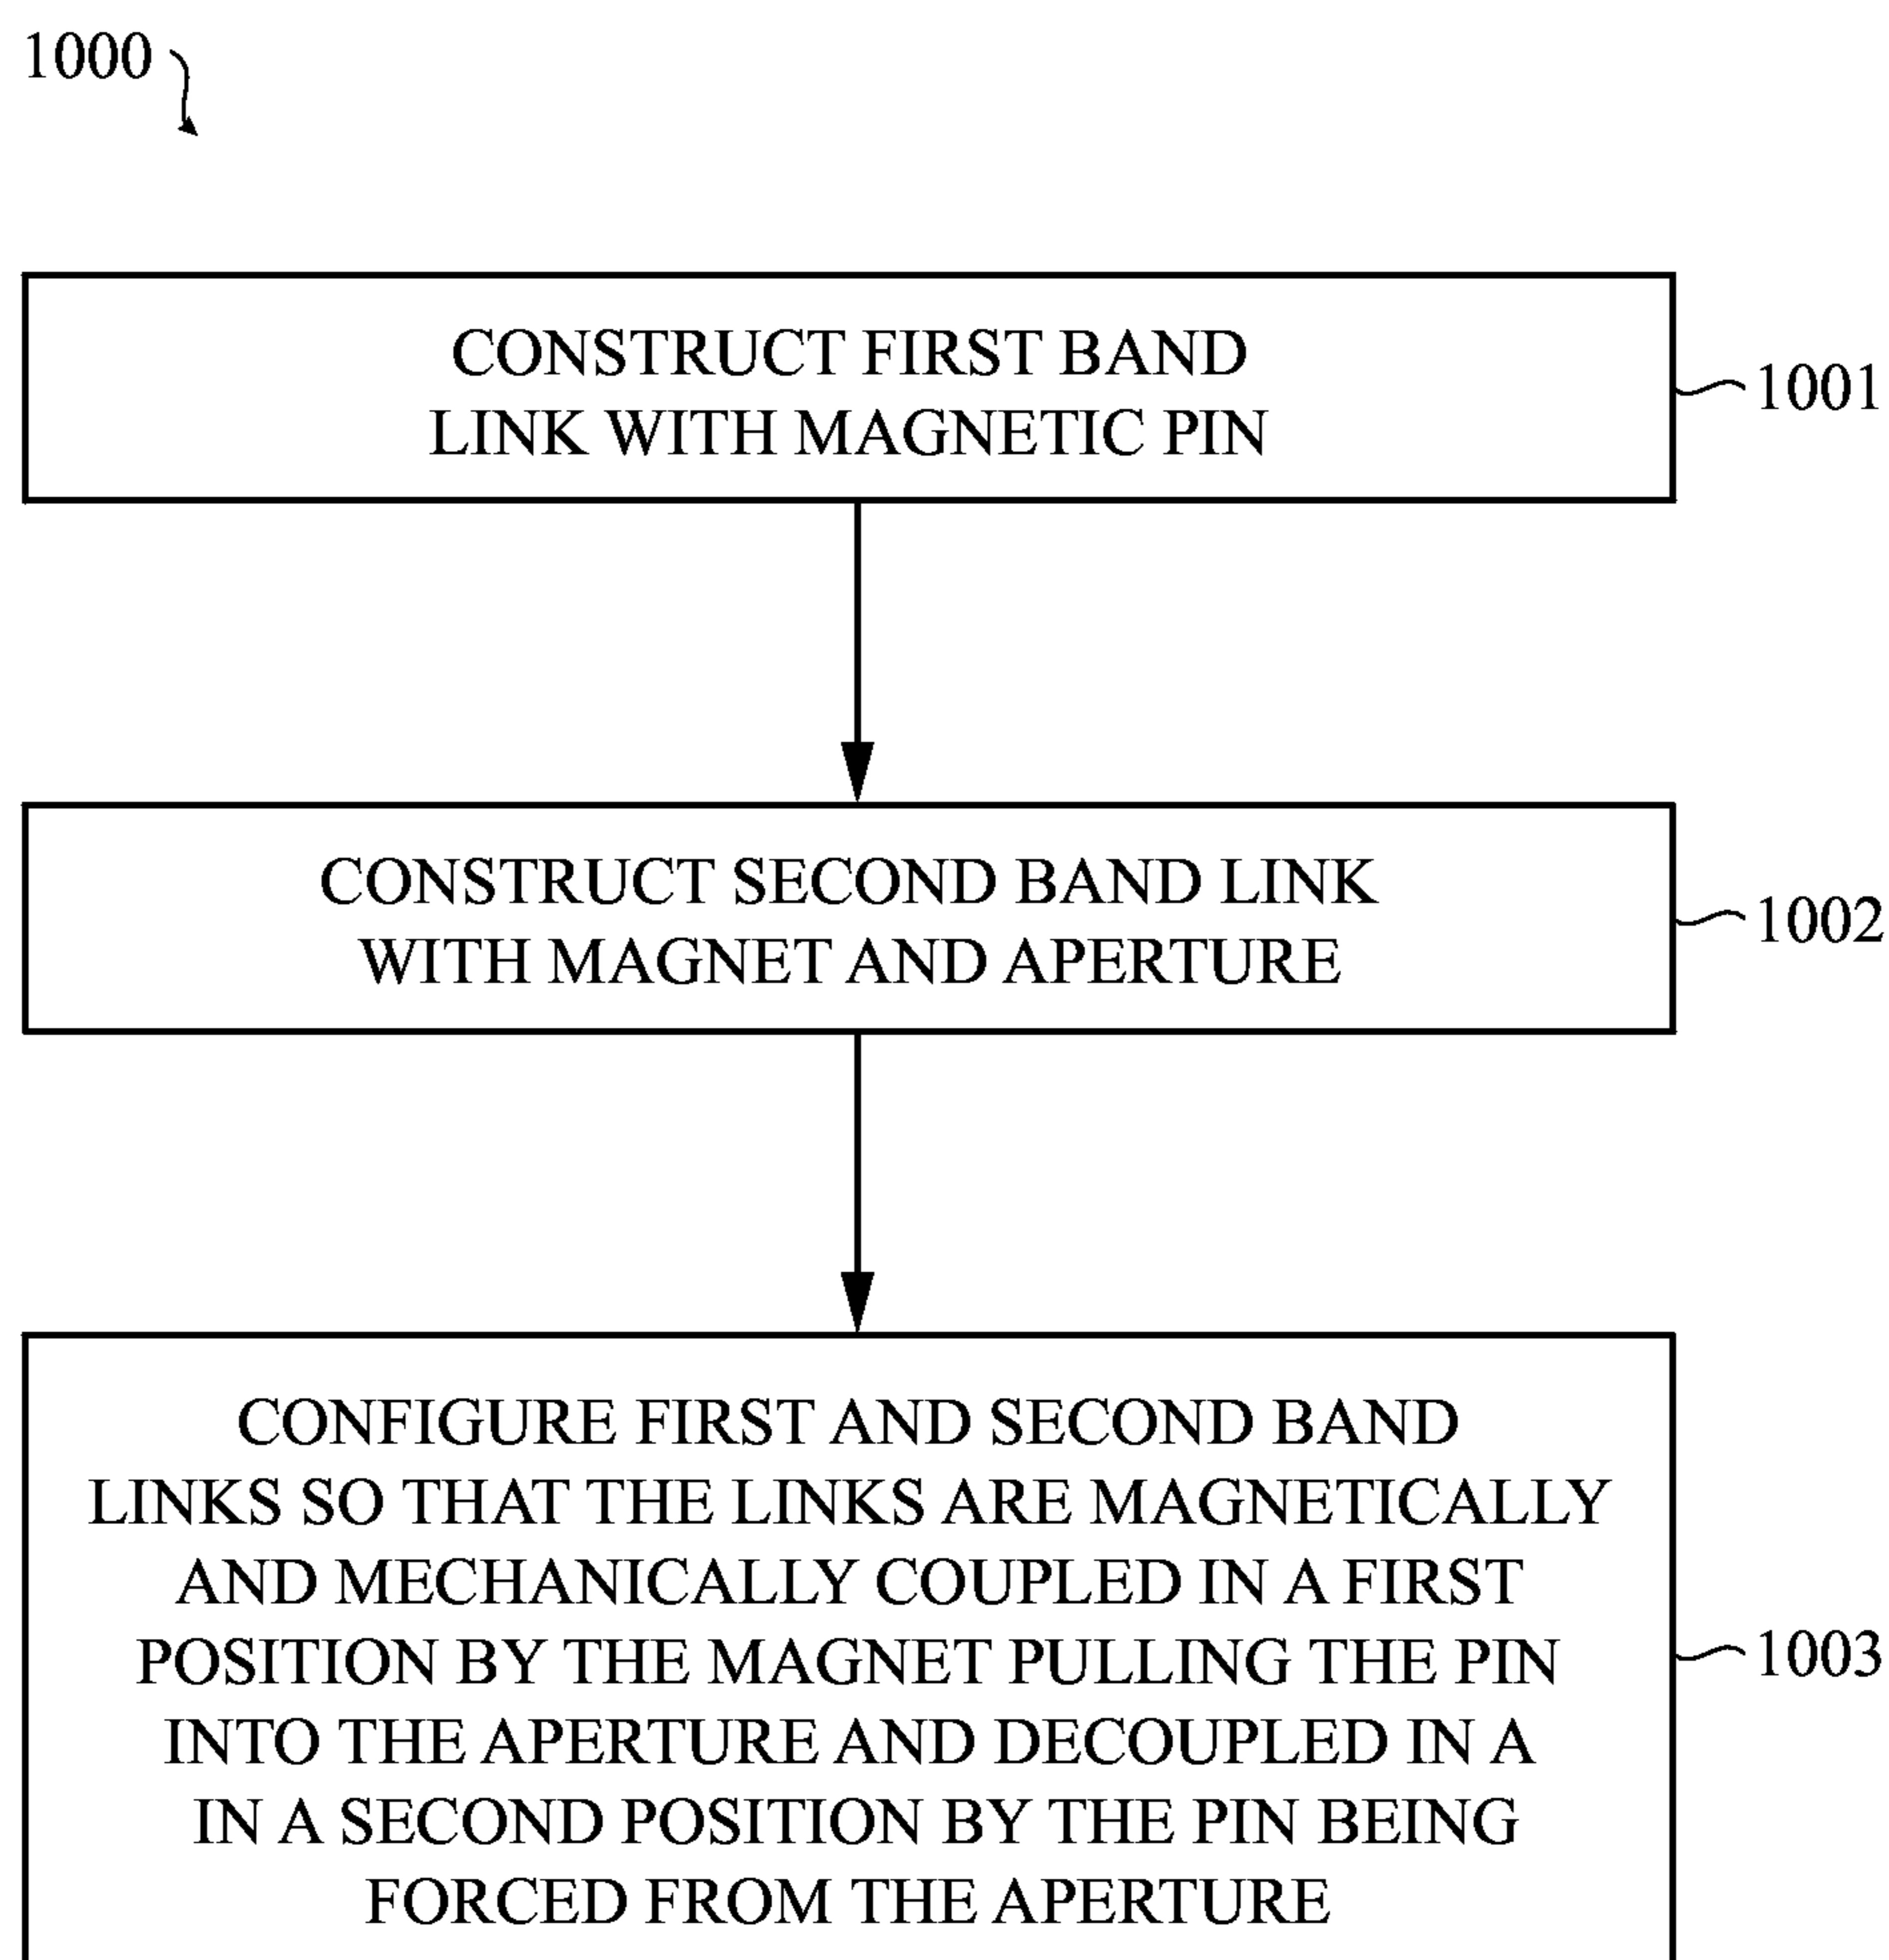 1000
CONSTRUCT FIRST BAND
LINK WITH MAGNETIC PIN
1001
CONSTRUCT SECOND BAND LINK
WITH MAGNET AND APERTURE
1002
CONFIGURE FIRST AND SECOND BAND
LINKS SO THAT THE LINKS ARE MAGNETICALLY
AND MECHANICALLY COUPLED IN A FIRST
POSITION BY THE MAGNET PULLING THE PIN
INTO THE APERTURE AND DECOUPLED IN A
IN A SECOND POSITION BY THE PIN BEING
FORCED FROM THE APERTURE
1003